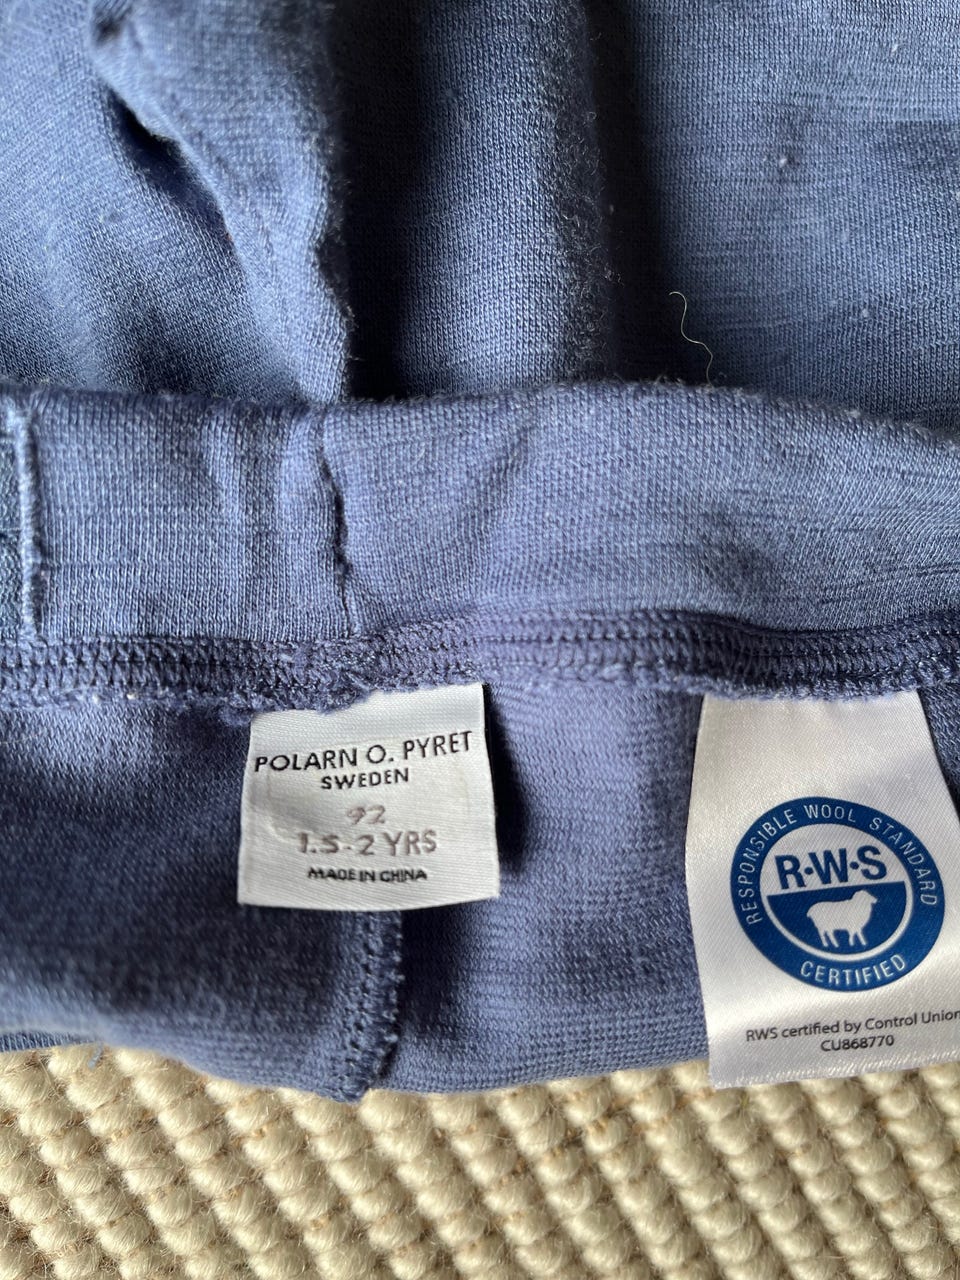 POLARN O. PYRET
SWEDEN
92
1.5-2 YRS
MADE IN CHINA
RESPONSIBLE WOOL STANDARD
R·W·S
CERTIFIED
RWS certified by Control Union
CU868770